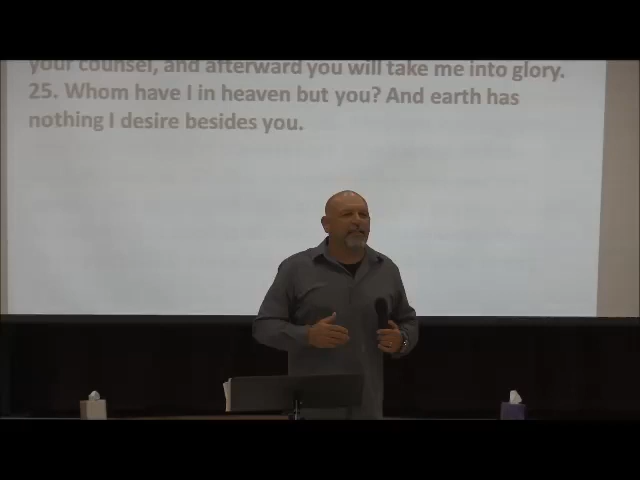 your counsel, and afterward you will take me into glory.
25. Whom have I in heaven but you? And earth has
nothing I desire besides you.